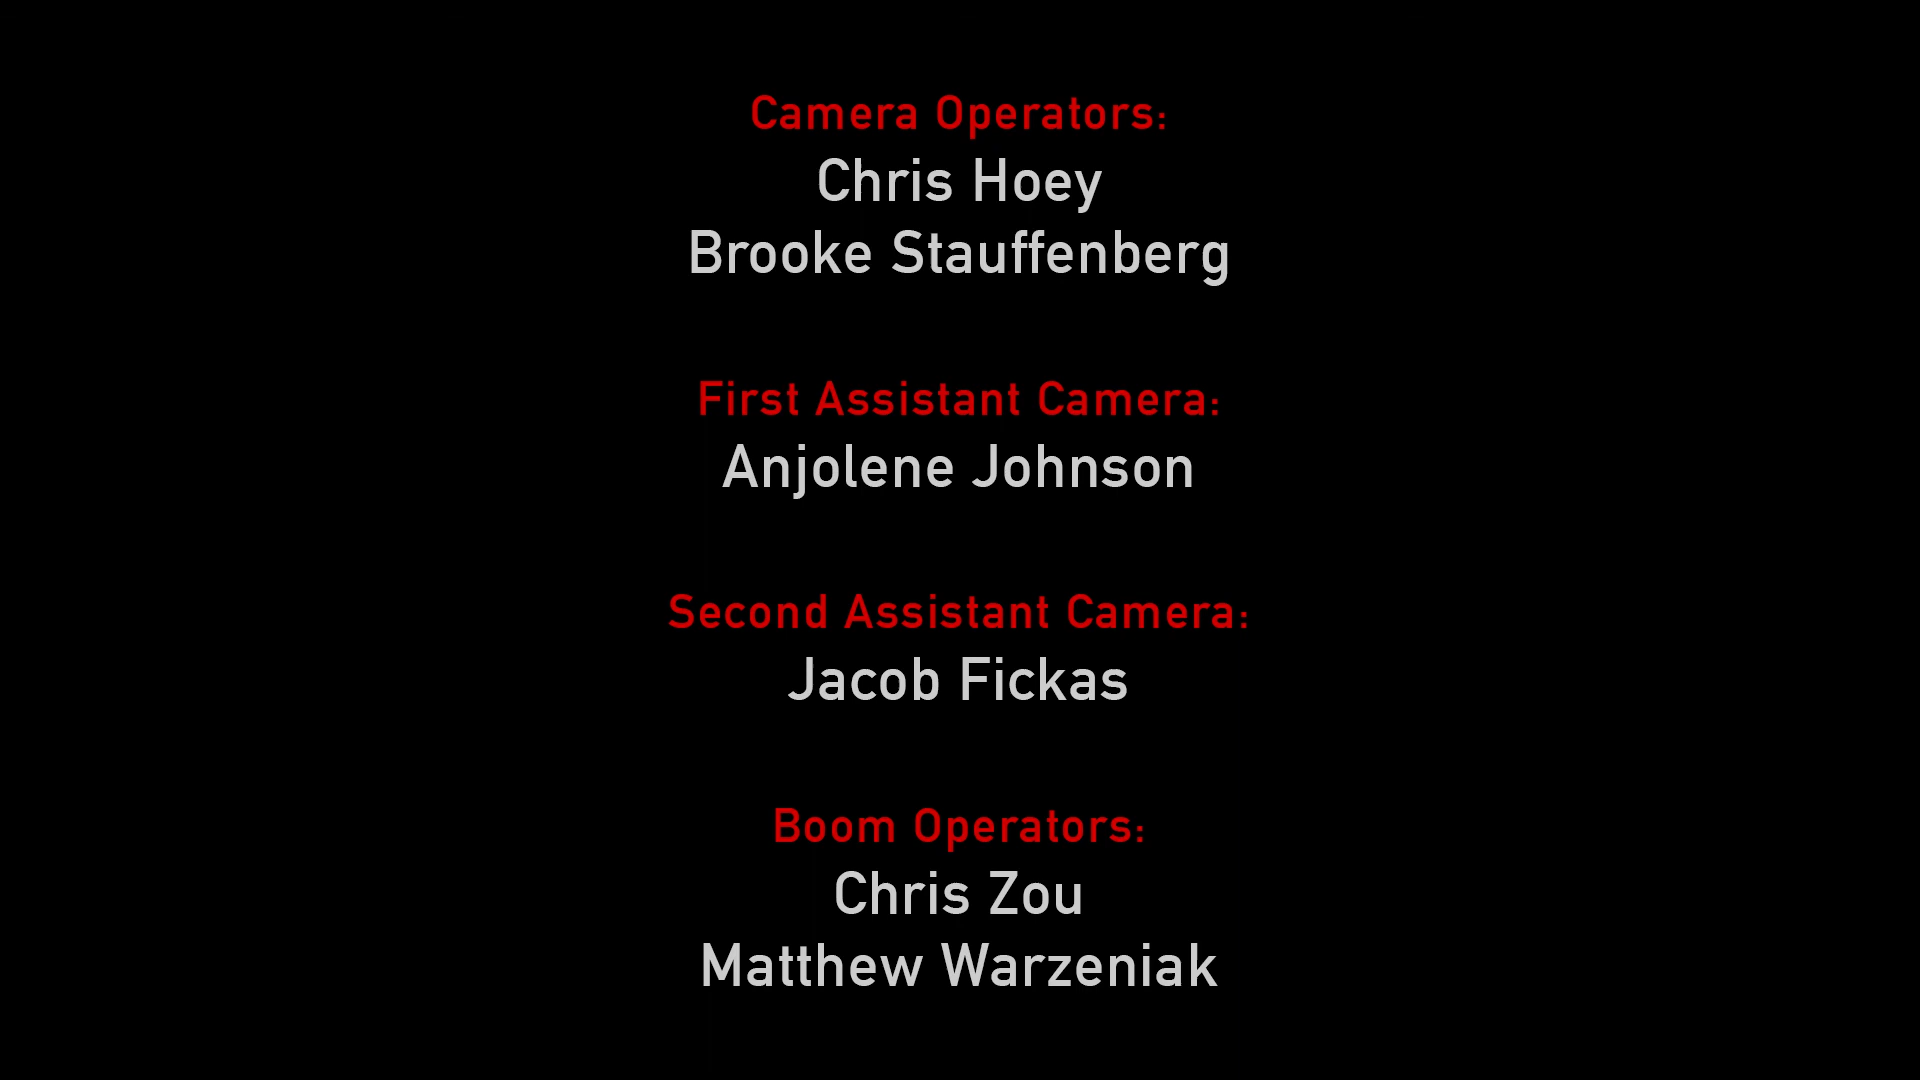 Camera Operators:
Chris Hoey
Brooke Stauffenberg
First Assistant Camera:
Anjolene Johnson
Second Assistant Camera:
Jacob Fickas
Boom Operators:
Chris Zou
Matthew Warzeniak